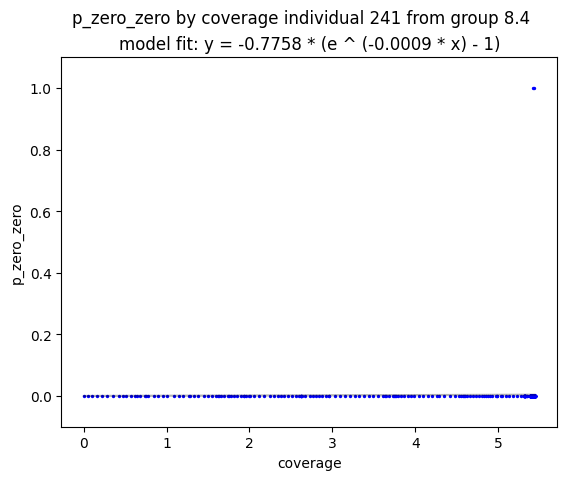 p_zero_zero by coverage individual 241 from group 8.4
model fit: y = -0.7758 * (e ^ (-0.0009 * x) - 1)
1.0
0.8
0.6
0.4
0.2
0.0
p_zero_zero
0 1 2 3 4 5
coverage